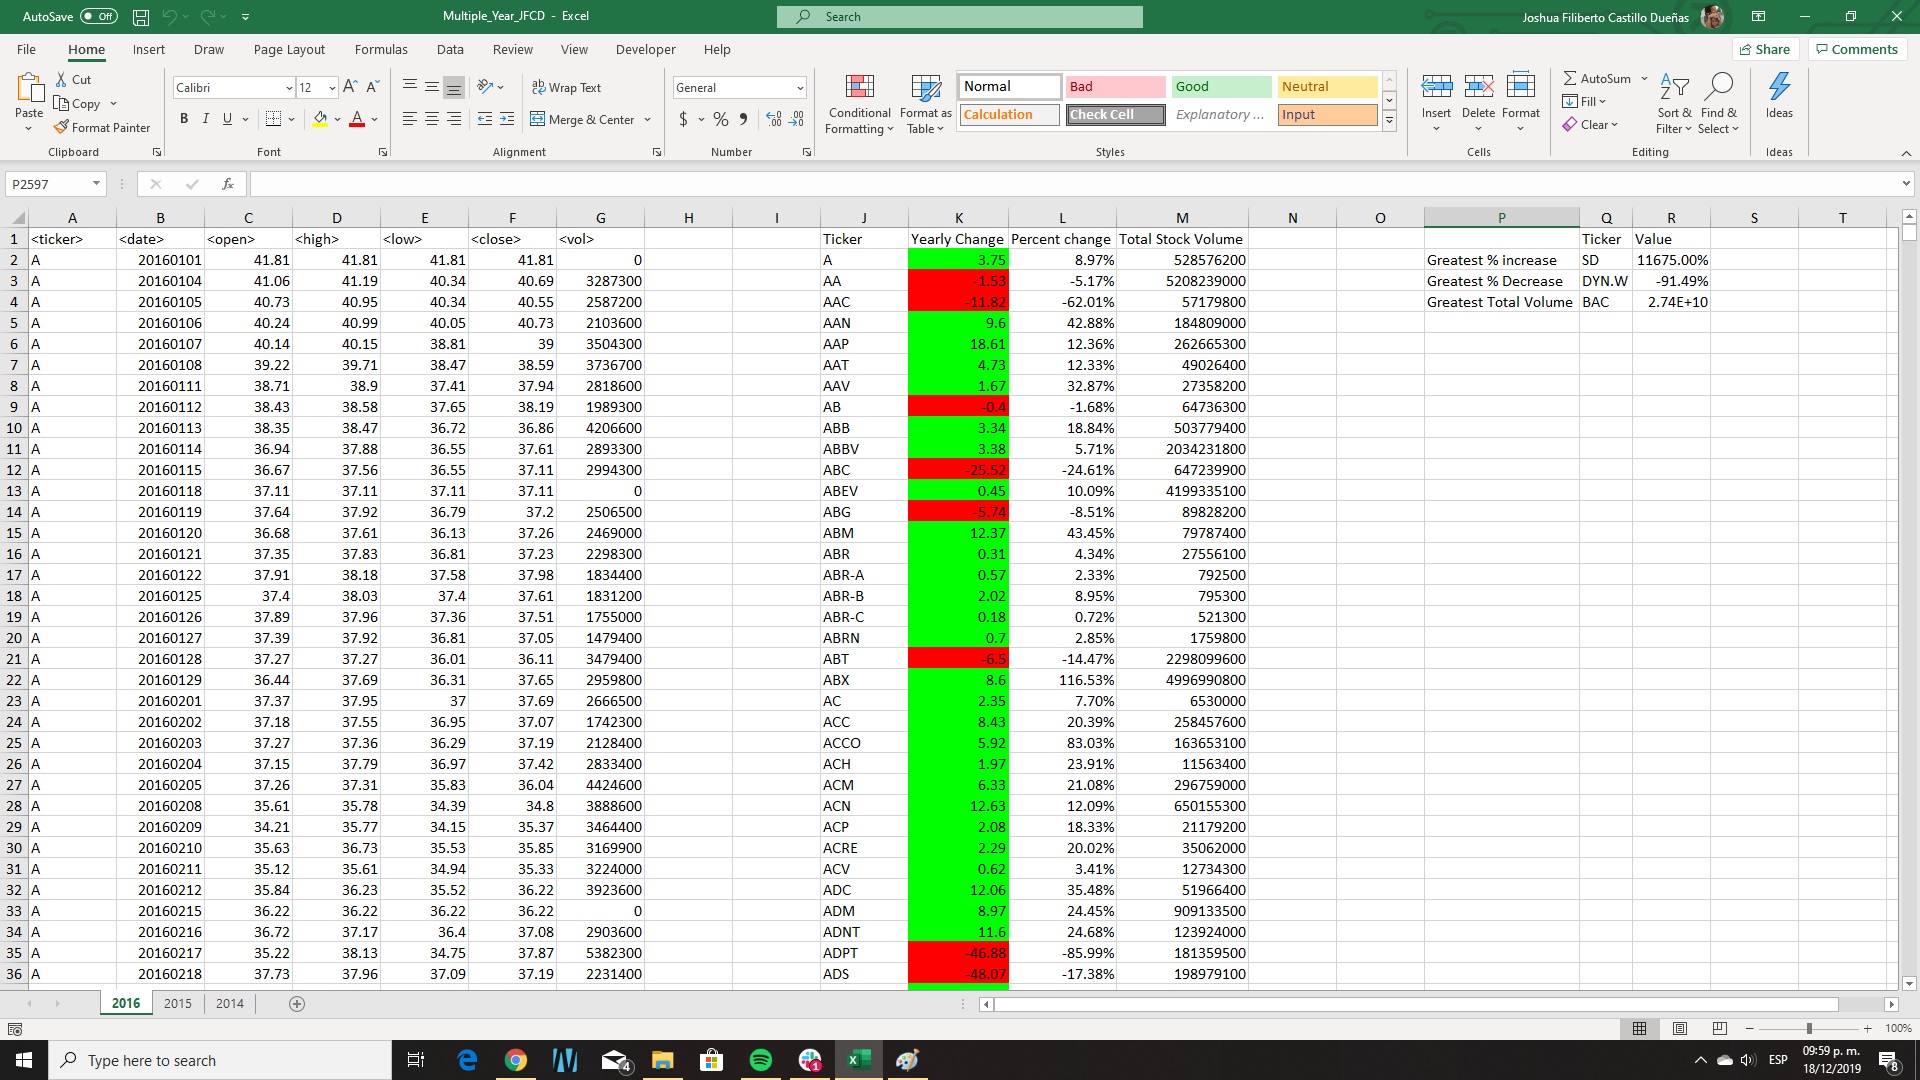 AutoSave Off Multiple_Year_JFCD - Excel Search Joshua Filiberto Castillo Dueñas
File Home Insert Draw Page Layout Formulas Data Review View Developer Help Share Comments
Cut Calibri 12 Wrap Text General Normal Bad Good Neutral AutoSum
Copy Fill
Paste Format Painter B I U Merge & Center $ % Conditional Formatting Format as Table Calculation Check Cell Explanatory ... Input Insert Delete Format Clear Sort & Filter Find & Select Ideas
Clipboard Font Alignment Number Styles Cells Editing Ideas
P2597 fx
A B C D E F G H I J K L M N O P Q R S T
1 <ticker> <date> <open> <high> <low> <close> <vol> Ticker Yearly Change Percent change Total Stock Volume Ticker Value
2 A 20160101 41.81 41.81 41.81 41.81 0 A 3.75 8.97% 528576200 Greatest % increase SD 11675.00%
3 A 20160104 41.06 41.19 40.34 40.69 3287300 AA -1.53 -5.17% 5208239000 Greatest % Decrease DYN.W -91.49%
4 A 20160105 40.73 40.95 40.34 40.55 2587200 AAC -11.82 -62.01% 57179800 Greatest Total Volume BAC 2.74E+10
5 A 20160106 40.24 40.99 40.05 40.73 2103600 AAN 9.6 42.88% 184809000
6 A 20160107 40.14 40.15 38.81 39 3504300 AAP 18.61 12.36% 262665300
7 A 20160108 39.22 39.71 38.47 38.59 3736700 AAT 4.73 12.33% 49026400
8 A 20160111 38.71 38.9 37.41 37.94 2818600 AAV 1.67 32.87% 27358200
9 A 20160112 38.43 38.58 37.65 38.19 1989300 AB -0.4 -1.68% 64736300
10 A 20160113 38.35 38.47 36.72 36.86 4206600 ABB 3.34 18.84% 503779400
11 A 20160114 36.94 37.88 36.55 37.61 2893300 ABBV 3.38 5.71% 2034231800
12 A 20160115 36.67 37.56 36.55 37.11 2994300 ABC -25.52 -24.61% 647239900
13 A 20160118 37.11 37.11 37.11 37.11 0 ABEV 0.45 10.09% 4199335100
14 A 20160119 37.64 37.92 36.79 37.2 2506500 ABG -5.74 -8.51% 89828200
15 A 20160120 36.68 37.61 36.13 37.26 2469000 ABM 12.37 43.45% 79787400
16 A 20160121 37.35 37.83 36.81 37.23 2298300 ABR 0.31 4.34% 27556100
17 A 20160122 37.91 38.18 37.58 37.98 1834400 ABR-A 0.57 2.33% 792500
18 A 20160125 37.4 38.03 37.4 37.61 1831200 ABR-B 2.02 8.95% 795300
19 A 20160126 37.89 37.96 37.36 37.51 1755000 ABR-C 0.18 0.72% 521300
20 A 20160127 37.39 37.92 36.81 37.05 1479400 ABRN 0.7 2.85% 1759800
21 A 20160128 37.27 37.27 36.01 36.11 3479400 ABT -6.5 -14.47% 2298099600
22 A 20160129 36.44 37.69 36.31 37.65 2959800 ABX 8.6 116.53% 4996990800
23 A 20160201 37.37 37.95 37 37.69 2666500 AC 2.35 7.70% 6530000
24 A 20160202 37.18 37.55 36.95 37.07 1742300 ACC 8.43 20.39% 258457600
25 A 20160203 37.27 37.36 36.29 37.19 2128400 ACCO 5.92 83.03% 163653100
26 A 20160204 37.15 37.79 36.97 37.42 2833400 ACH 1.97 23.91% 11563400
27 A 20160205 37.26 37.31 35.83 36.04 4424600 ACM 6.33 21.08% 296759000
28 A 20160208 35.61 35.78 34.39 34.8 3888600 ACN 12.63 12.09% 650155300
29 A 20160209 34.21 35.77 34.15 35.37 3464400 ACP 2.08 18.33% 21179200
30 A 20160210 35.63 36.73 35.53 35.85 3169900 ACRE 2.29 20.02% 35062000
31 A 20160211 35.12 35.61 34.94 35.33 3224000 ACV 0.62 3.41% 12734300
32 A 20160212 35.84 36.23 35.52 36.22 3923600 ADC 12.06 35.48% 51966400
33 A 20160215 36.22 36.22 36.22 36.22 0 ADM 8.97 24.45% 909133500
34 A 20160216 36.72 37.17 36.4 37.08 2903600 ADNT 11.6 24.68% 123924000
35 A 20160217 35.22 38.13 34.75 37.87 5382300 ADPT -46.88 -85.99% 181359500
36 A 20160218 37.73 37.96 37.09 37.19 2231400 ADS -48.07 -17.38% 198979100
2016 2015 2014
100%
Type here to search 4 1 ESP 09:59 p. m.
18/12/2019 8